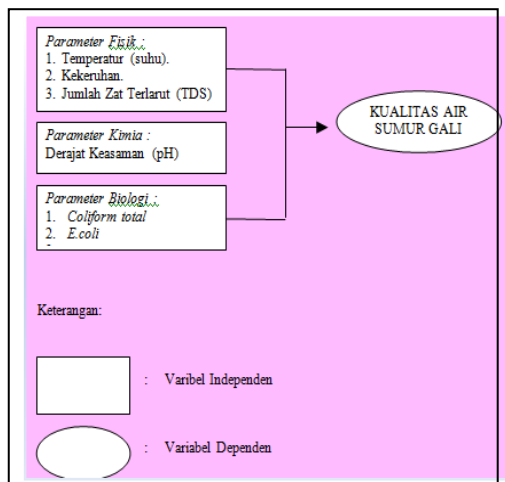 Parameter Fisik :
1. Temperatur (suhu).
2. Kekeruhan.
3. Jumlah Zat Terlarut (TDS)
KUALITAS AIR
SUMUR GALI
Parameter Kimia :
Derajat Keasaman (pH)
Parameter Biologi :
1. Coliform total
2. E.coli
Keterangan:
: Varibel Independen
: Variabel Dependen